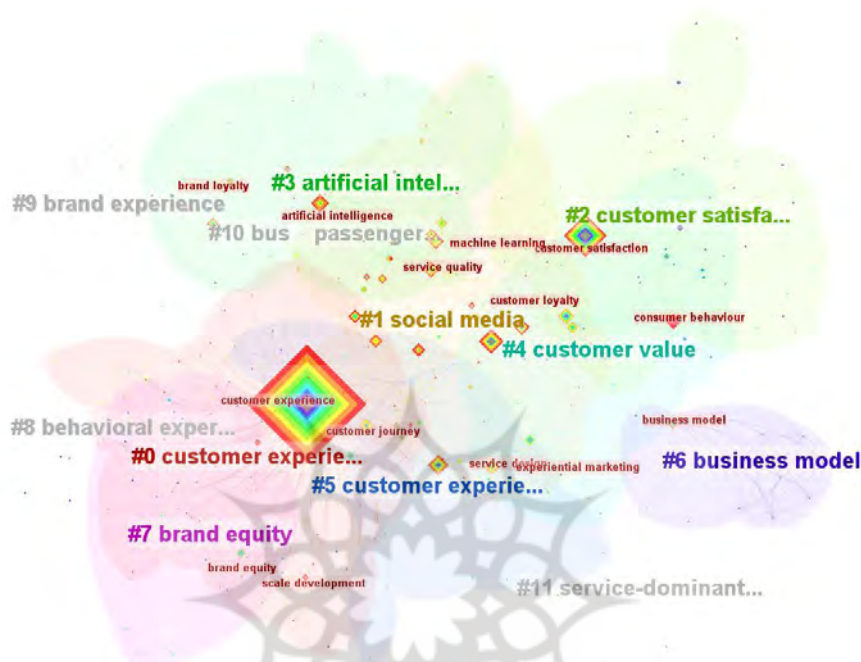 brand loyalty
#3 artificial intel...
#9 brand experience
artificial intelligence
#2 customer satisfa...
#10 bus passenger...
machine learning
customer satisfaction
service quality
customer loyalty
#1 social media
consumer behaviour
#4 customer value
customer experience
business model
#8 behavioral exper...
customer journey
#0 customer experie...
service design
experiential marketing
#6 business model
#5 customer experie...
#7 brand equity
brand equity
scale development
#11 service-dominant...